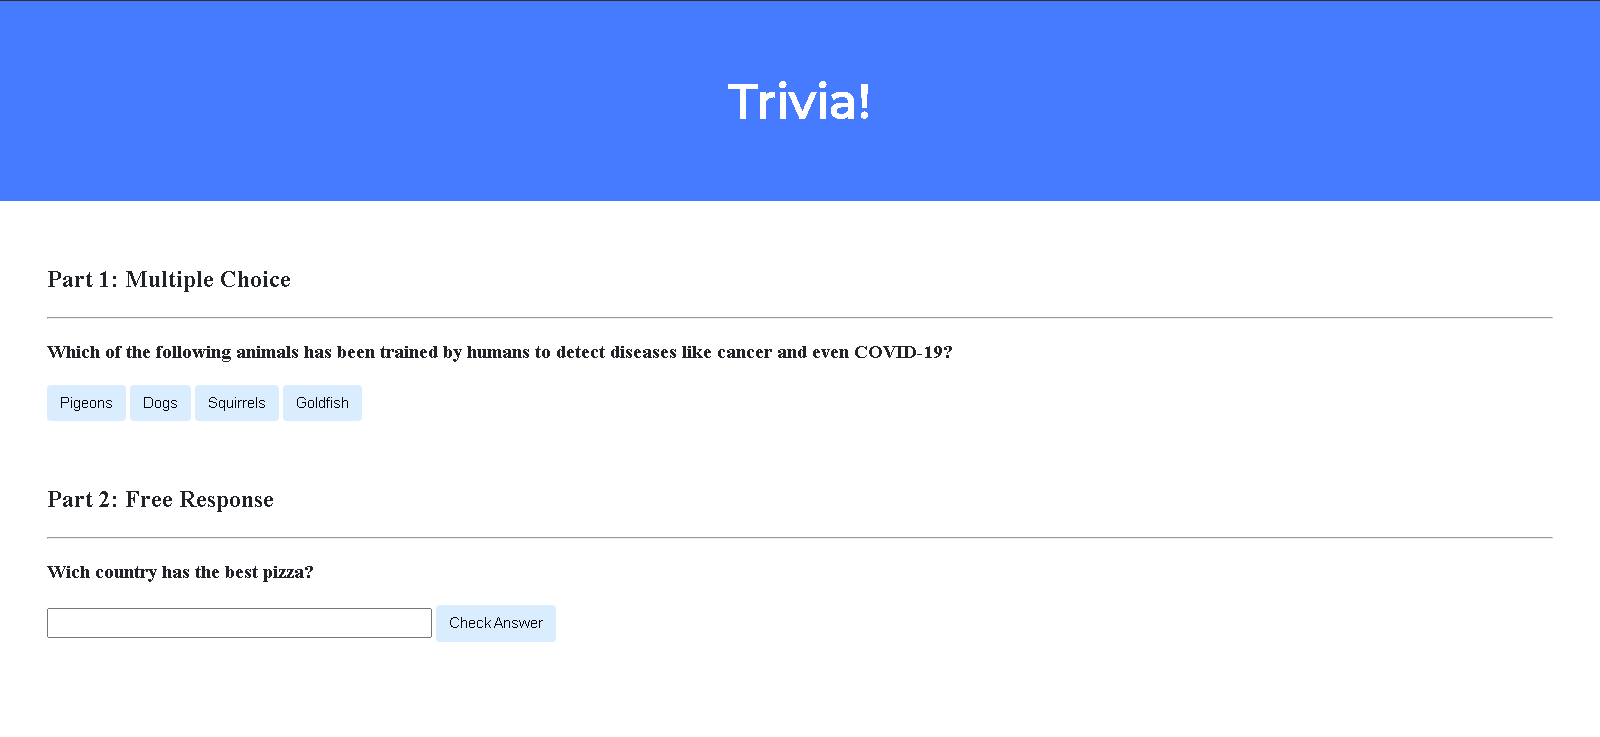 Trivia!
Part 1: Multiple Choice
Which of the following animals has been trained by humans to detect diseases like cancer and even COVID-19?
Pigeons Dogs Squirrels Goldfish
Part 2: Free Response
Wich country has the best pizza?
Check Answer